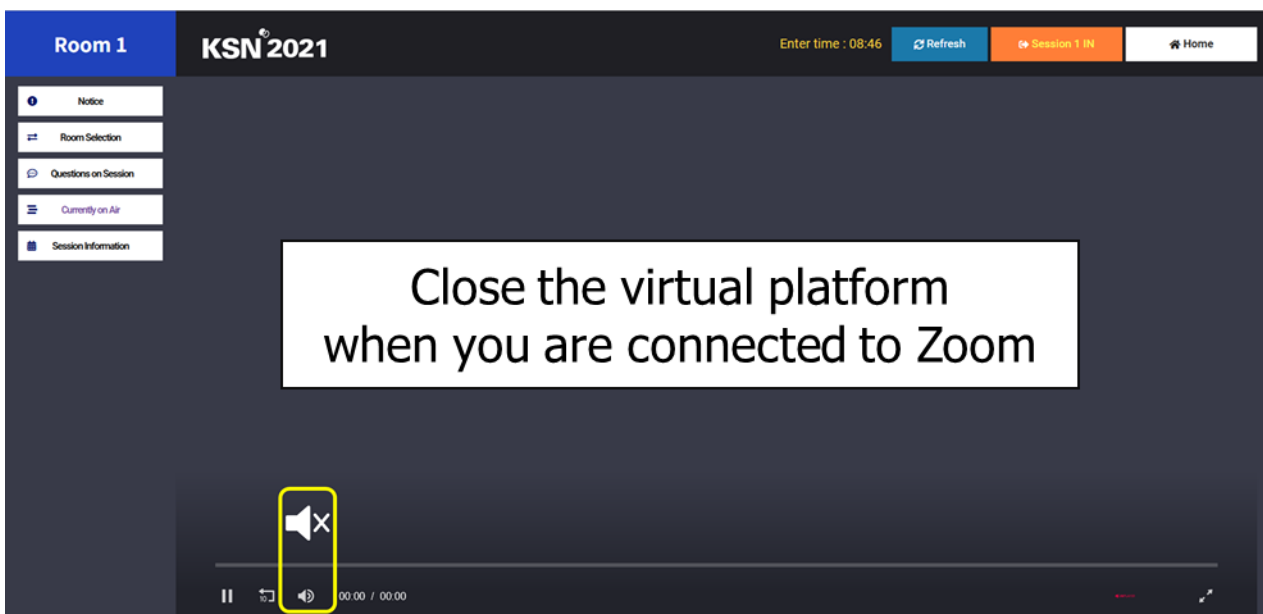 Room 1
KSN 2021
Enter time : 08:46
Refresh
Session 1 IN
Home
Notice
Room Selection
Questions on Session
Currently on Air
Session Information
Close the virtual platform
when you are connected to Zoom
10
00:00 / 00:00